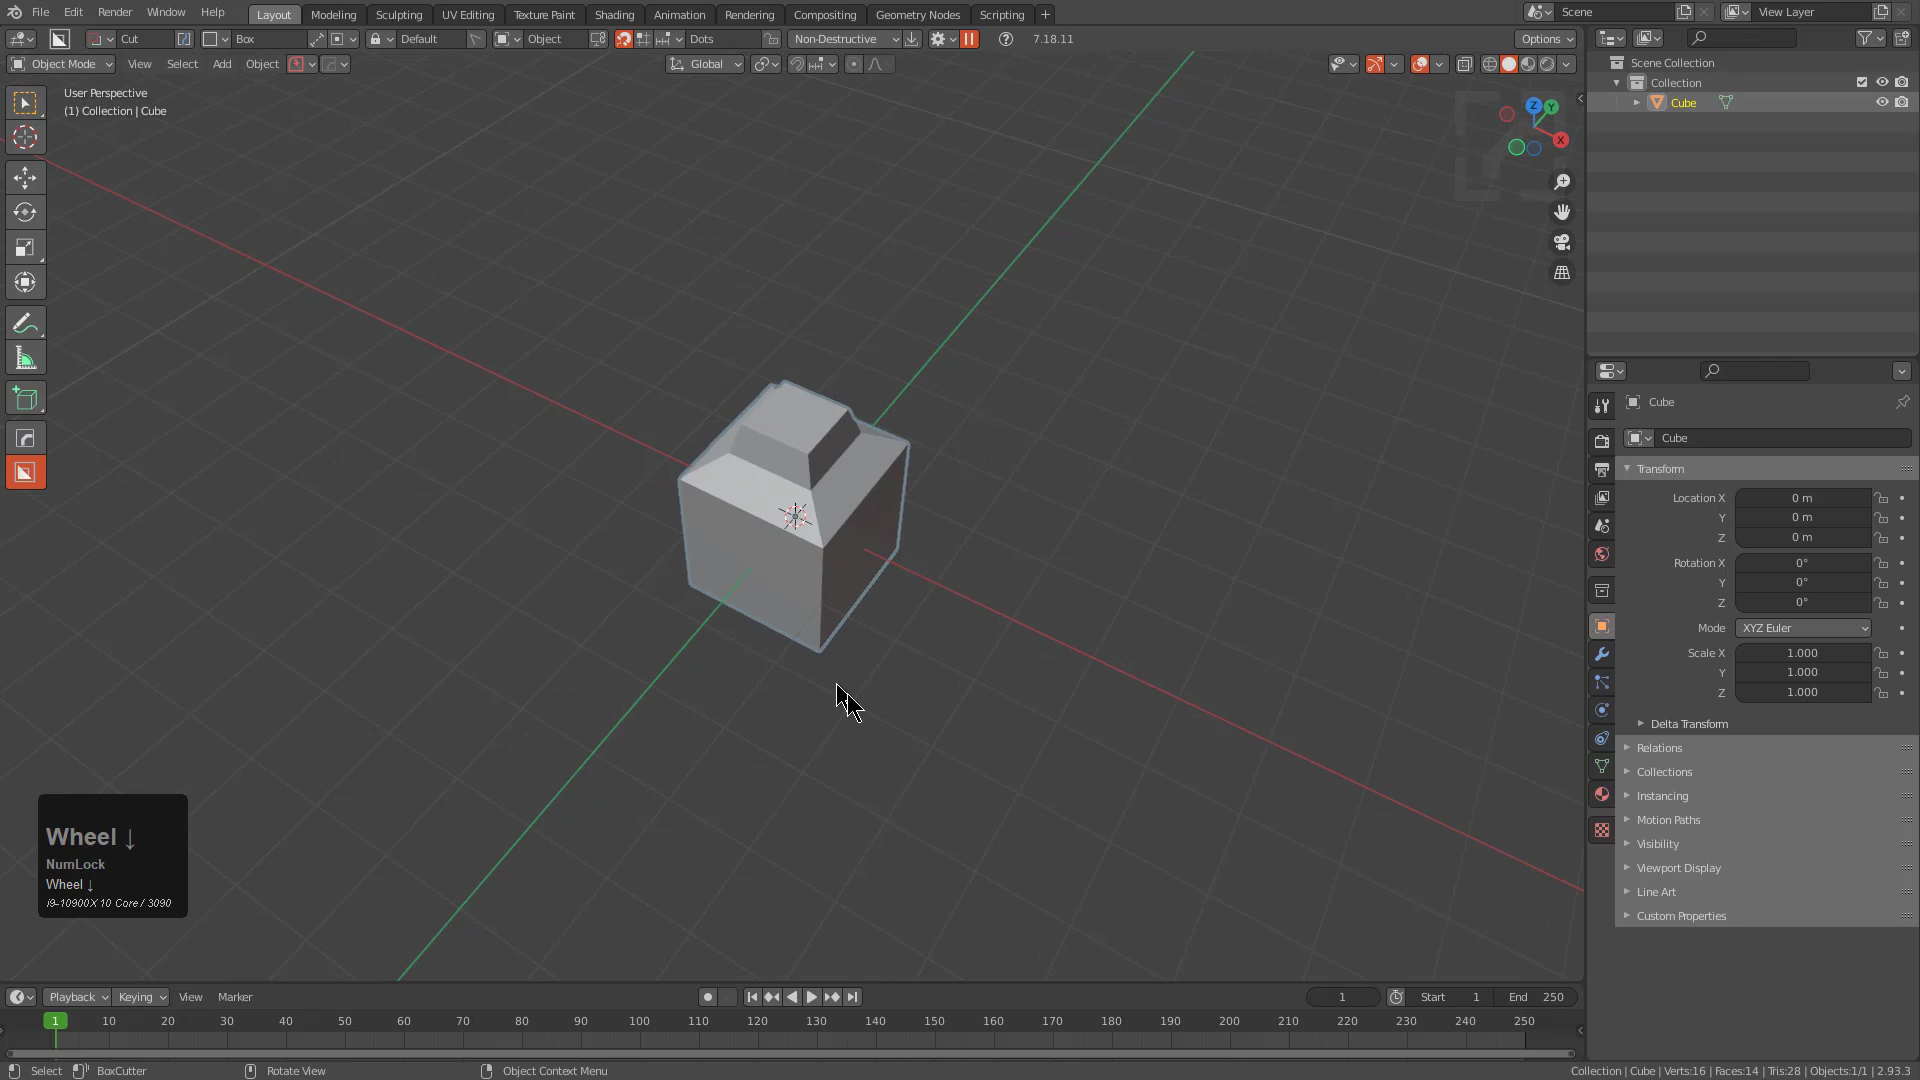 File Edit Render Window Help Layout Modeling Sculpting UV Editing Texture Paint Shading Animation Rendering Compositing Geometry Nodes Scripting + Scene View Layer
Cut Box Default Object Dots Non-Destructive 7.18.11 Options
Object Mode View Select Add Object Global
User Perspective
(1) Collection | Cube
Z Y X
Scene Collection
Collection
Cube
Cube
Cube
Transform
Location X 0 m
Y 0 m
Z 0 m
Rotation X 0°
Y 0°
Z 0°
Mode XYZ Euler
Scale X 1.000
Y 1.000
Z 1.000
Delta Transform
Relations
Collections
Instancing
Motion Paths
Visibility
Viewport Display
Line Art
Custom Properties
Wheel ↓
NumLock
Wheel ↓
i9-10900X 10 Core / 3090
Playback Keying View Marker 1 Start 1 End 250
1 10 20 30 40 50 60 70 80 90 100 110 120 130 140 150 160 170 180 190 200 210 220 230 240 250
Select BoxCutter Rotate View Object Context Menu Collection | Cube | Verts:16 | Faces:14 | Tris:28 | Objects:1/1 | 2.93.3